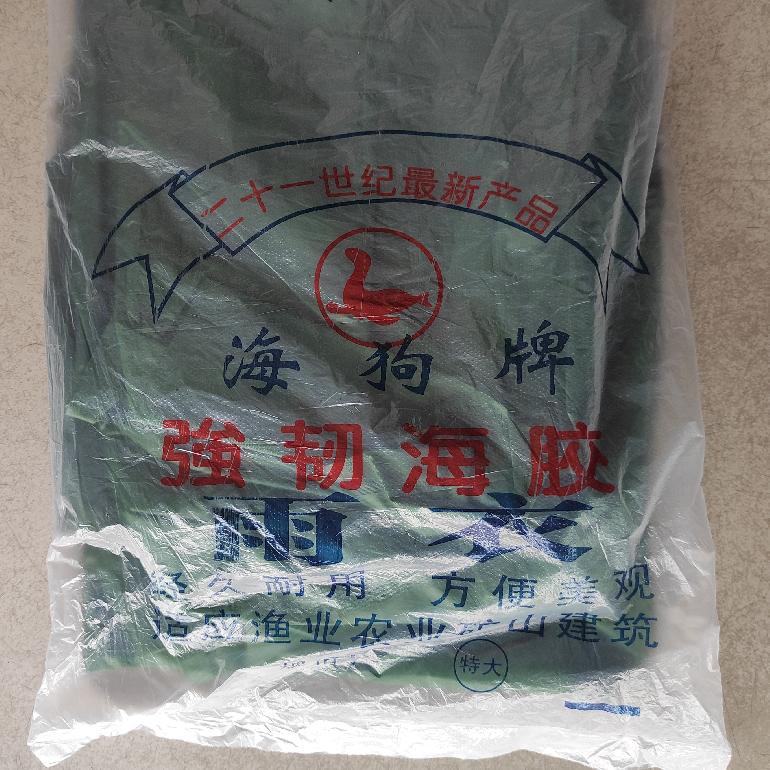 二十一世纪最新产品
海狗牌
強韧海胶
雨衣
经久耐用 方便美观
适应渔业农业矿山建筑
特大